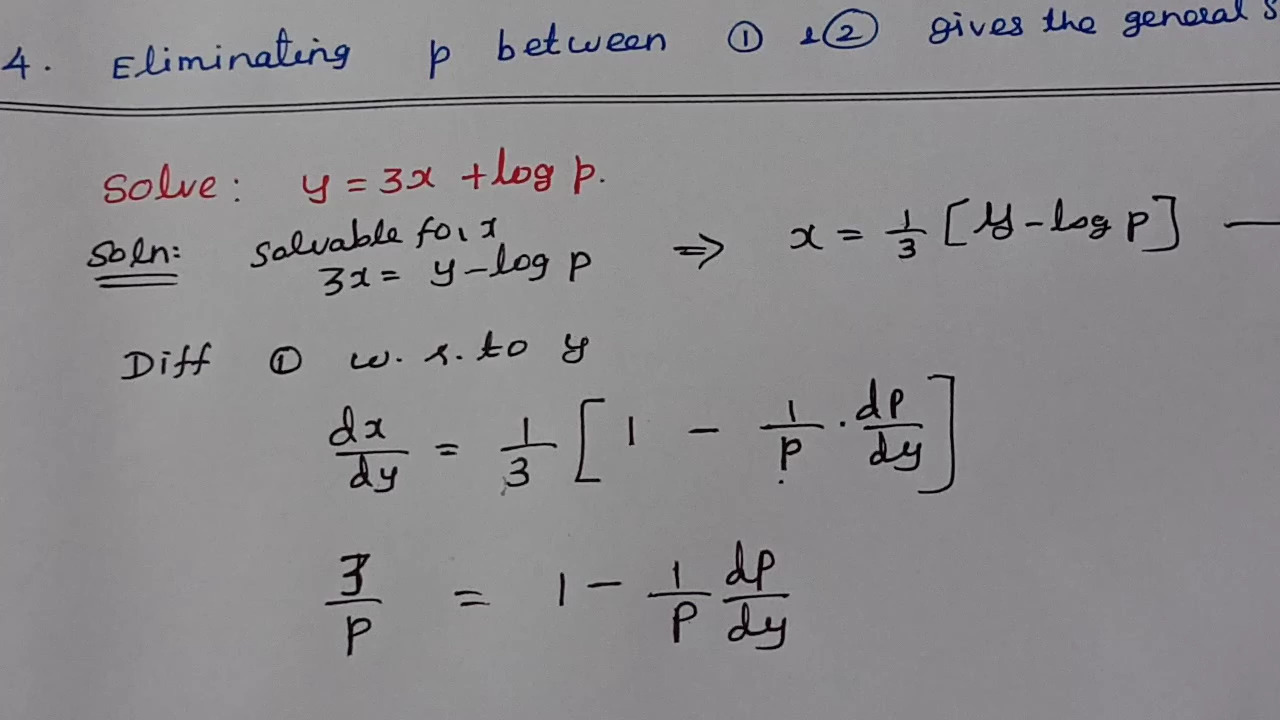 4. Eliminating p between ① & ② gives the general s
Solve: y = 3x + log p.
Soln: Solvable for x
3x = y - log p ⇒ x = 1/3 [y - log p] —
Diff ① w.r.to y
dx/dy = 1/3 [1 - 1/p · dp/dy]
3/p = 1 - 1/p dp/dy